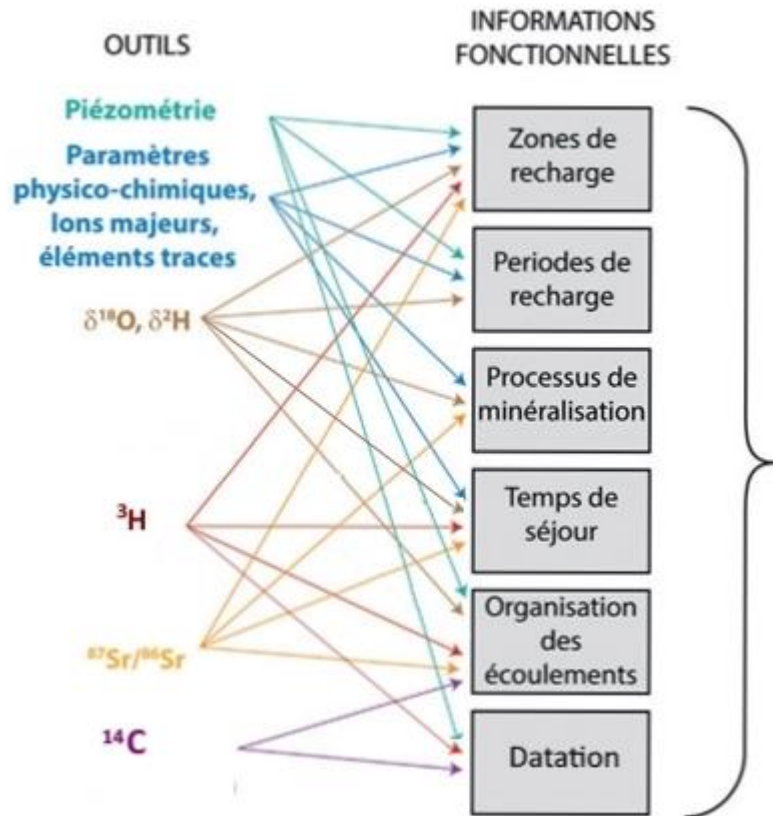 OUTILS
INFORMATIONS
FONCTIONNELLES
Piézométrie
Paramètres
physico-chimiques,
Ions majeurs,
éléments traces
δ¹⁸O, δ²H
³H
⁸⁷Sr/⁸⁶Sr
¹⁴C
Zones de
recharge
Periodes de
recharge
Processus de
minéralisation
Temps de
séjour
Organisation
des
écoulements
Datation